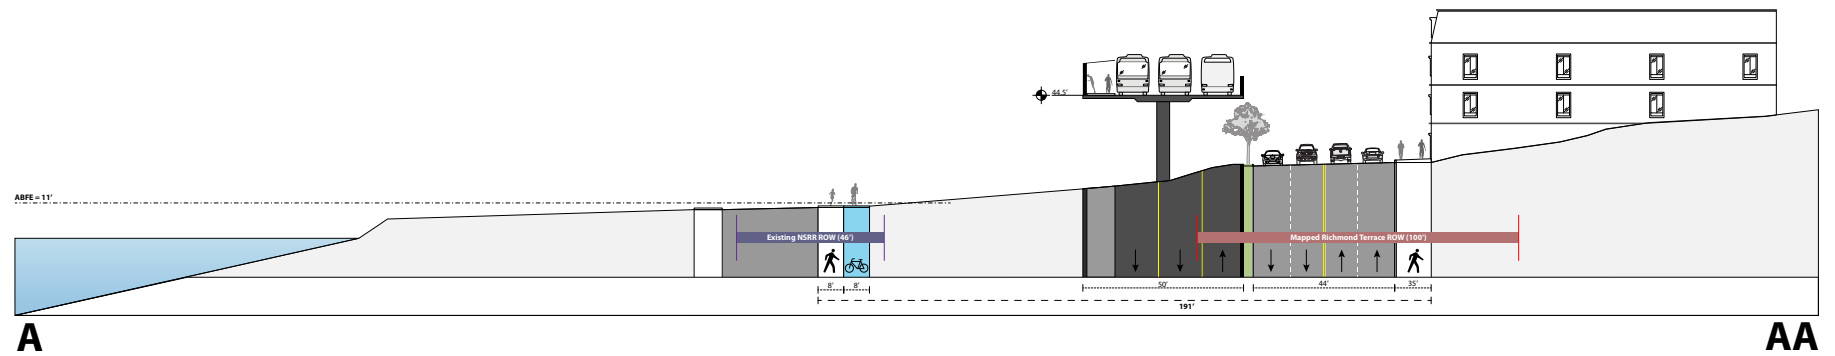 44.5'
ABFE = 11'
Existing NSRR ROW (46')
Mapped Richmond Terrace ROW (100')
8'
8'
50'
44'
35'
191'
A
AA